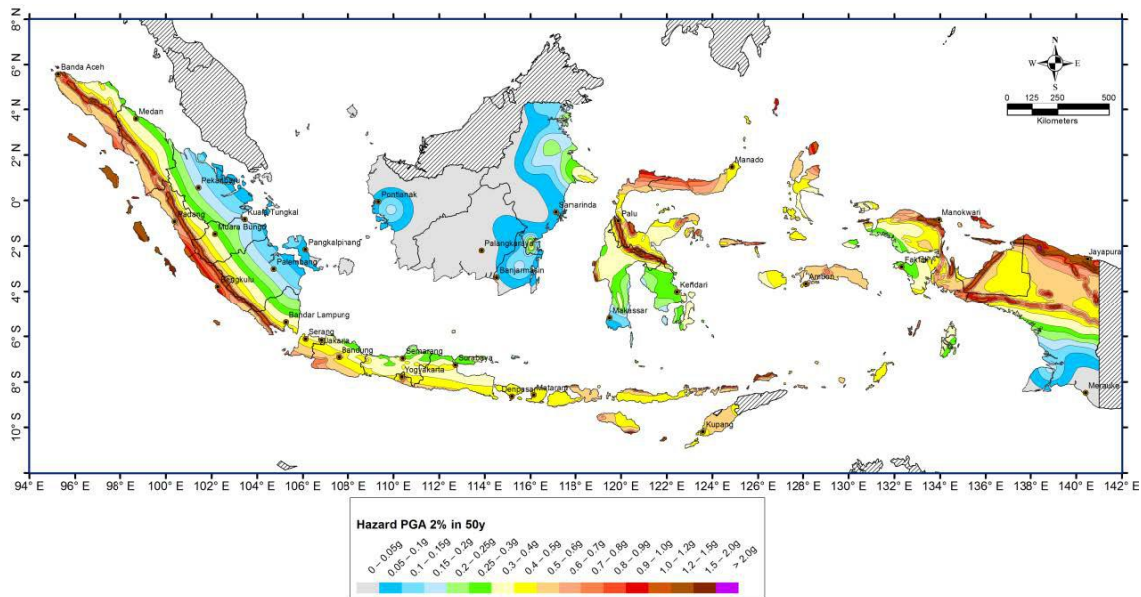 8° N
6° N
4° N
2° N
0°
2° S
4° S
6° S
8° S
10° S
N
W
E
S
0
125
250
500
Kilometers
Banda Aceh
Medan
Pekanbaru
Kuala Tungkal
Padang
Muara Bungo
Pangkalpinang
Palembang
Bengkulu
Bandar Lampung
Serang
Jakarta
Bandung
Semarang
Surabaya
Yogyakarta
Denpasar
Mataram
Pontianak
Samarinda
Palangkaraya
Banjarmasin
Manado
Palu
Kendari
Makassar
Kupang
Ambon
Fakfak
Manokwari
Jayapura
Merauke
94° E
96° E
98° E
100° E
102° E
104° E
106° E
108° E
110° E
112° E
114° E
116° E
118° E
120° E
122° E
124° E
126° E
128° E
130° E
132° E
134° E
136° E
138° E
140° E
142° E
Hazard PGA 2% in 50y
0 – 0.05g
0.05 – 0.1g
0.1 – 0.15g
0.15 – 0.2g
0.2 – 0.25g
0.25 – 0.3g
0.3 – 0.4g
0.4 – 0.5g
0.5 – 0.6g
0.6 – 0.7g
0.7 – 0.8g
0.8 – 0.9g
0.9 – 1.0g
1.0 – 1.2g
1.2 – 1.5g
1.5 – 2.0g
> 2.0g